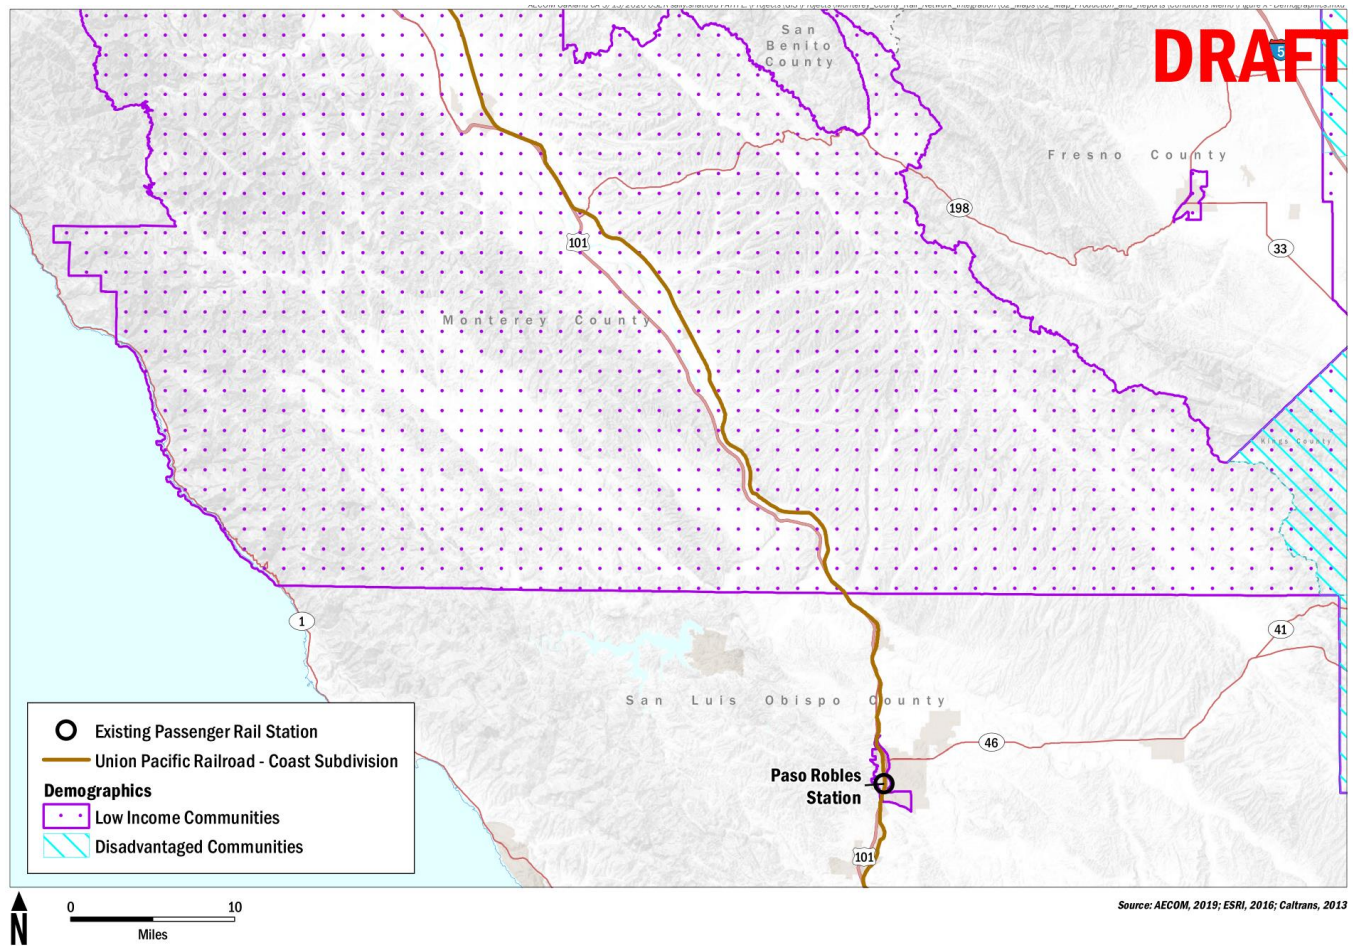 San
Benito
County
DRAFT
5
Fresno County
198
101
33
Monterey County
Kings County
1
41
San Luis Obispo County
46
Paso Robles
Station
101
Existing Passenger Rail Station
Union Pacific Railroad - Coast Subdivision
Demographics
Low Income Communities
Disadvantaged Communities
N
0 10
Miles
Source: AECOM, 2019; ESRI, 2016; Caltrans, 2013